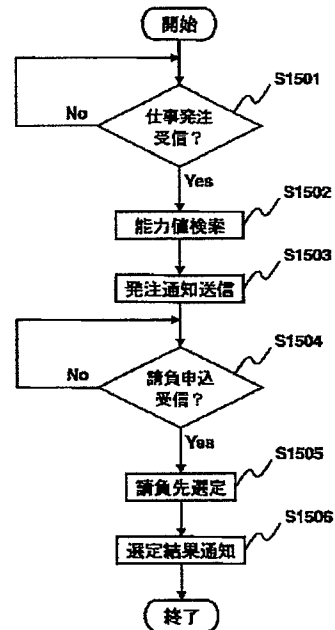 開始
S1501
仕事発注
受信？
No
Yes
S1502
能力値検索
S1503
発注通知送信
S1504
請負申込
受信？
No
Yes
S1505
請負先選定
S1506
選定結果通知
終了